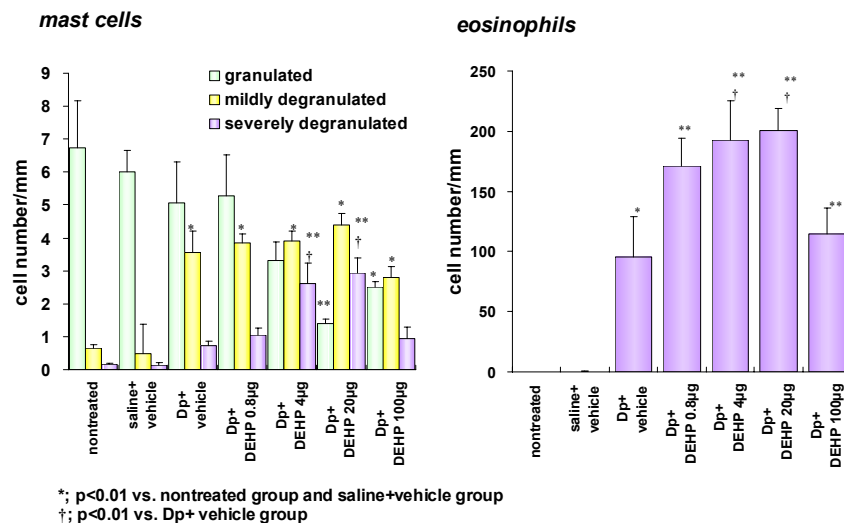 mast cells
9
8
7
6
5
4
3
2
1
0
cell number/mm
granulated
mildly degranulated
severely degranulated
*
*
*
**
†
**
*
**
†
*
*
nontreated
saline+
vehicle
Dp+
vehicle
Dp+
DEHP 0.8µg
Dp+
DEHP 4µg
Dp+
DEHP 20µg
Dp+
DEHP 100µg
eosinophils
250
200
150
100
50
0
cell number/mm
*
**
**
†
**
†
**
nontreated
saline+
vehicle
Dp+
vehicle
Dp+
DEHP 0.8µg
Dp+
DEHP 4µg
Dp+
DEHP 20µg
Dp+
DEHP 100µg
*; p<0.01 vs. nontreated group and saline+vehicle group
†; p<0.01 vs. Dp+ vehicle group